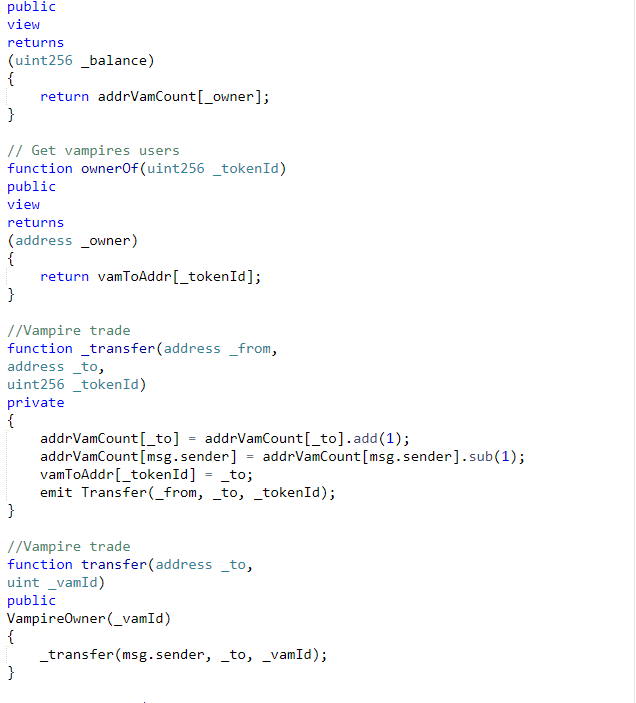 public
view
returns
(uint256 _balance)
{
return addrVamCount[_owner];
}
// Get vampires users
function ownerOf(uint256 _tokenId)
public
view
returns
(address _owner)
{
return vamToAddr[_tokenId];
}
//Vampire trade
function _transfer(address _from,
address _to,
uint256 _tokenId)
private
{
addrVamCount[_to] = addrVamCount[_to].add(1);
addrVamCount[msg.sender] = addrVamCount[msg.sender].sub(1);
vamToAddr[_tokenId] = _to;
emit Transfer(_from, _to, _tokenId);
}
//Vampire trade
function transfer(address _to,
uint _vamId)
public
VampireOwner(_vamId)
{
_transfer(msg.sender, _to, _vamId);
}